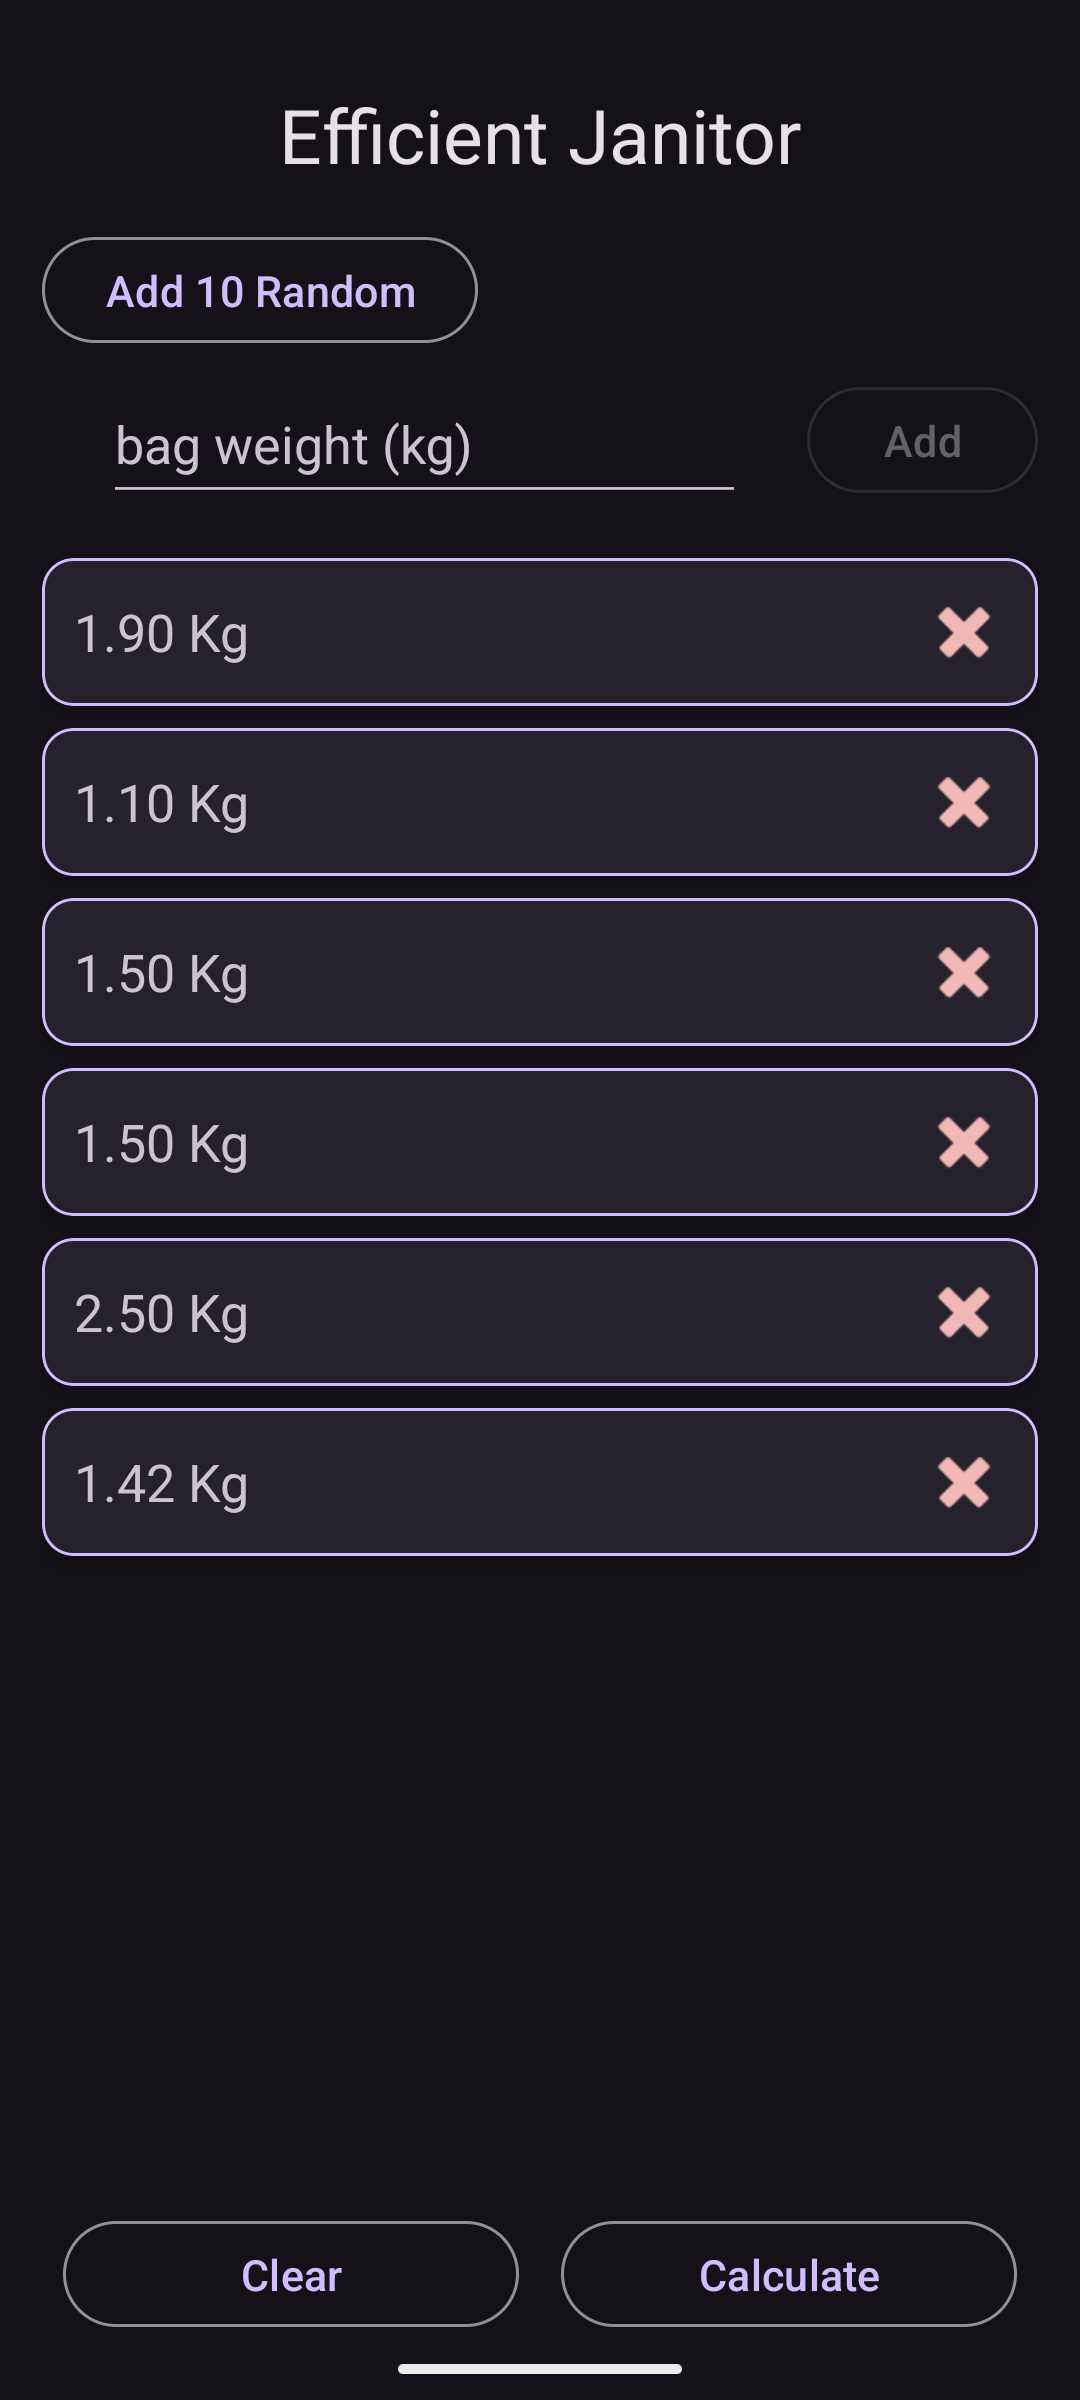 Efficient Janitor
Add 10 Random
bag weight (kg)
Add
1.90 Kg
1.10 Kg
1.50 Kg
1.50 Kg
2.50 Kg
1.42 Kg
Clear
Calculate